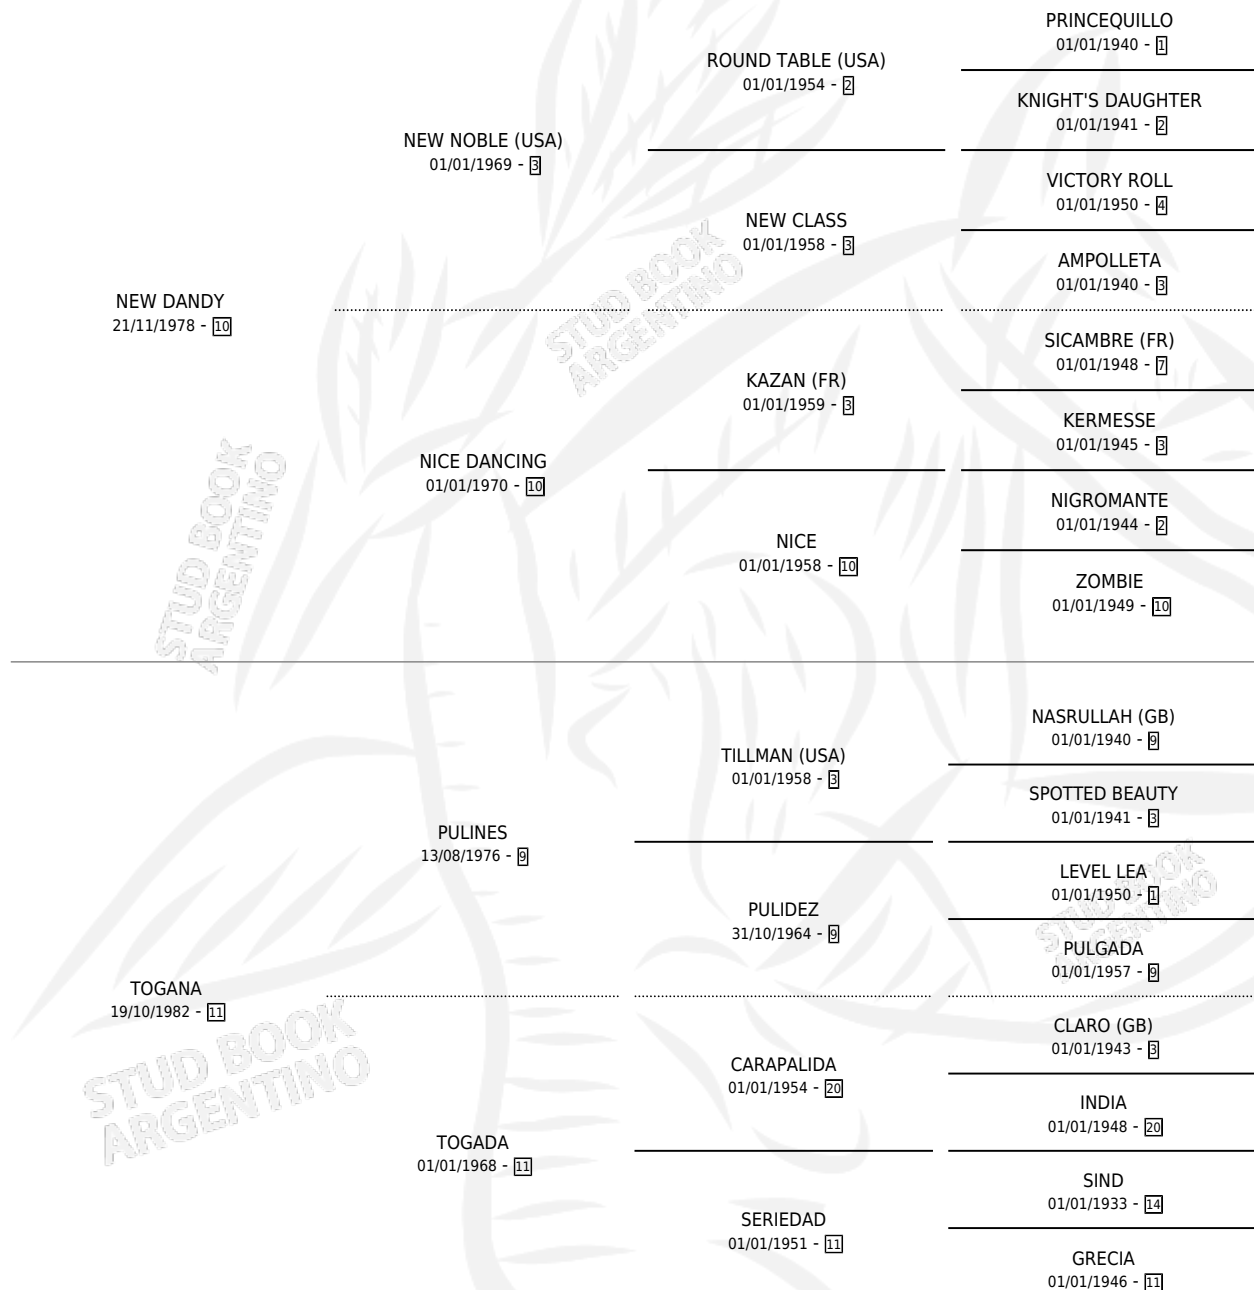 NEW DANDY
21/11/1978 - 10
NEW NOBLE (USA)
01/01/1969 - 3
ROUND TABLE (USA)
01/01/1954 - 2
PRINCEQUILLO
01/01/1940 - 1
KNIGHT'S DAUGHTER
01/01/1941 - 2
NEW CLASS
01/01/1958 - 3
VICTORY ROLL
01/01/1950 - 4
AMPOLLETA
01/01/1940 - 3
NICE DANCING
01/01/1970 - 10
KAZAN (FR)
01/01/1959 - 3
SICAMBRE (FR)
01/01/1948 - 7
KERMESSE
01/01/1945 - 3
NICE
01/01/1958 - 10
NIGROMANTE
01/01/1944 - 2
ZOMBIE
01/01/1949 - 10
TOGANA
19/10/1982 - 11
PULINES
13/08/1976 - 9
TILLMAN (USA)
01/01/1958 - 3
NASRULLAH (GB)
01/01/1940 - 9
SPOTTED BEAUTY
01/01/1941 - 3
PULIDEZ
31/10/1964 - 9
LEVEL LEA
01/01/1950 - 1
PULGADA
01/01/1957 - 9
TOGADA
01/01/1968 - 11
CARAPALIDA
01/01/1954 - 20
CLARO (GB)
01/01/1943 - 3
INDIA
01/01/1948 - 20
SERIEDAD
01/01/1951 - 11
SIND
01/01/1933 - 14
GRECIA
01/01/1946 - 11
STUD BOOK
ARGENTINO
STUD BOOK
ARGENTINO
STUD BOOK
ARGENTINO
STUD BOOK
ARGENTINO